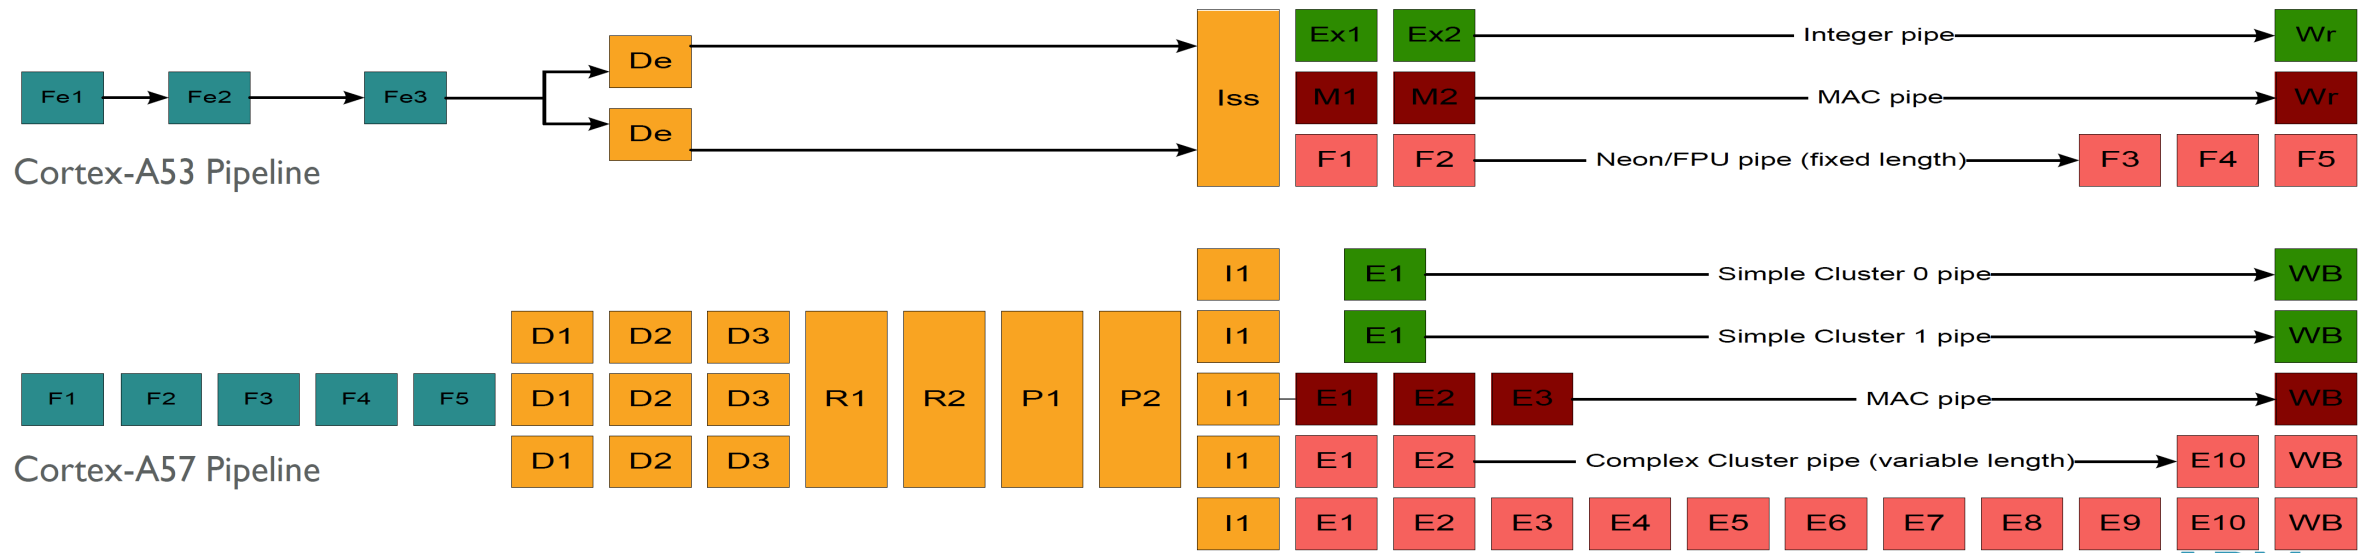 Ex1 Ex2 Integer pipe Wr
De
Fe1 Fe2 Fe3 Iss M1 M2 MAC pipe Wr
De
F1 F2 Neon/FPU pipe (fixed length) F3 F4 F5
Cortex-A53 Pipeline
I1 E1 Simple Cluster 0 pipe WB
D1 D2 D3 I1 E1 Simple Cluster 1 pipe WB
F1 F2 F3 F4 F5 D1 D2 D3 R1 R2 P1 P2 I1 E1 E2 E3 MAC pipe WB
D1 D2 D3 I1 E1 E2 Complex Cluster pipe (variable length) E10 WB
Cortex-A57 Pipeline
I1 E1 E2 E3 E4 E5 E6 E7 E8 E9 E10 WB